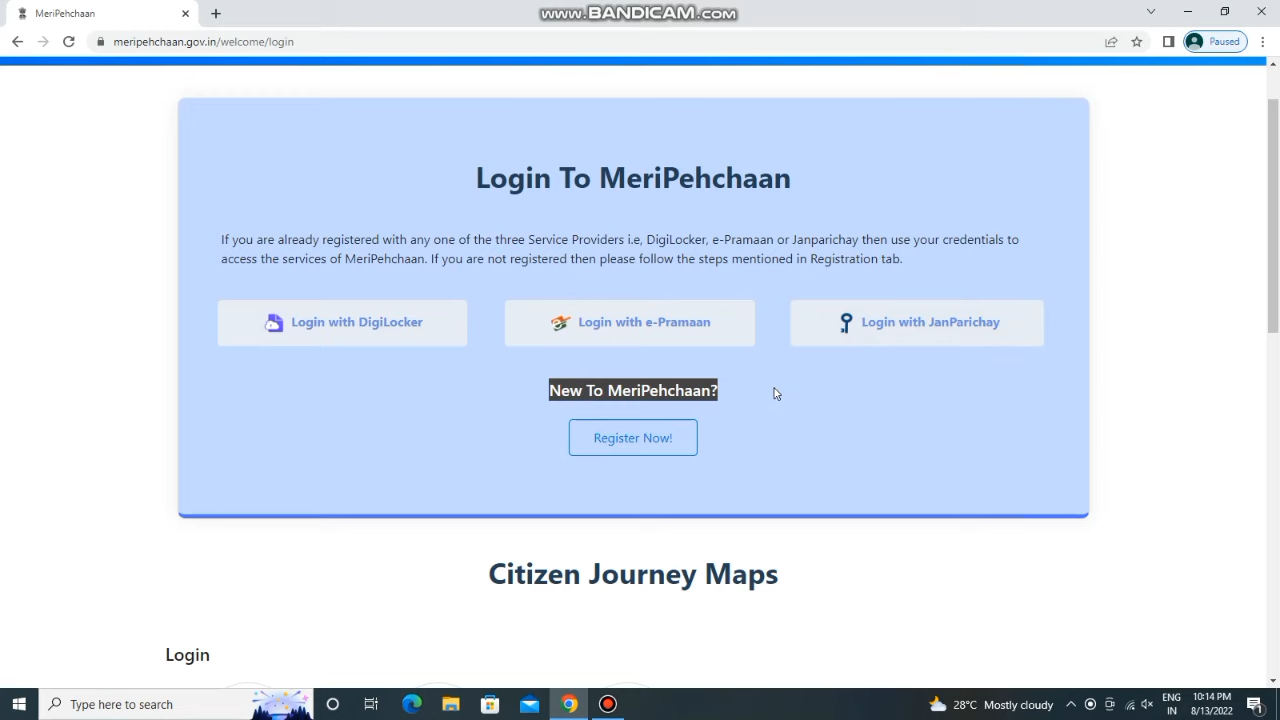 MeriPehchaan
www.BANDICAM.com
meripehchaan.gov.in/welcome/login
Paused
Login To MeriPehchaan
If you are already registered with any one of the three Service Providers i.e, DigiLocker, e-Pramaan or Janparichay then use your credentials to
access the services of MeriPehchaan. If you are not registered then please follow the steps mentioned in Registration tab.
Login with DigiLocker
Login with e-Pramaan
Login with JanParichay
New To MeriPehchaan?
Register Now!
Citizen Journey Maps
Login
Type here to search
28°C Mostly cloudy
ENG
IN
10:14 PM
8/13/2022
1